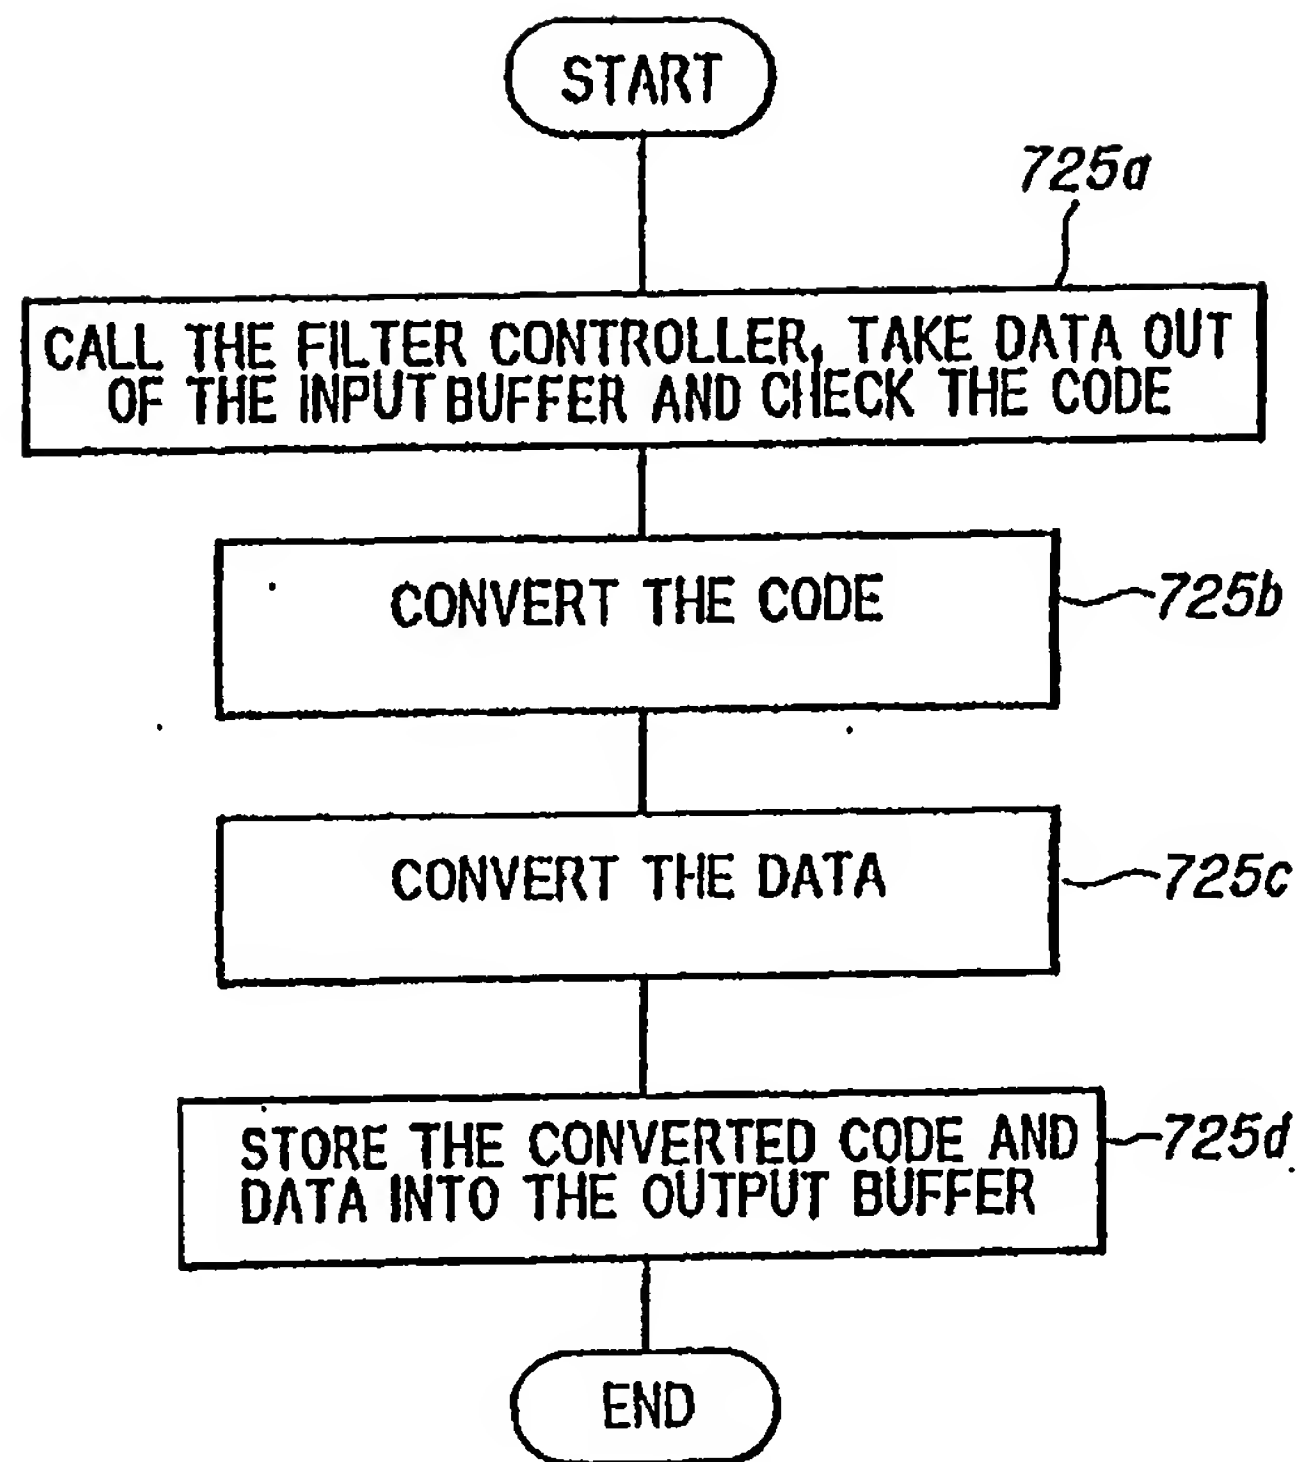 START
725a
CALL THE FILTER CONTROLLER, TAKE DATA OUT
OF THE INPUT BUFFER AND CHECK THE CODE
CONVERT THE CODE
725b
CONVERT THE DATA
725c
STORE THE CONVERTED CODE AND
DATA INTO THE OUTPUT BUFFER
725d
END